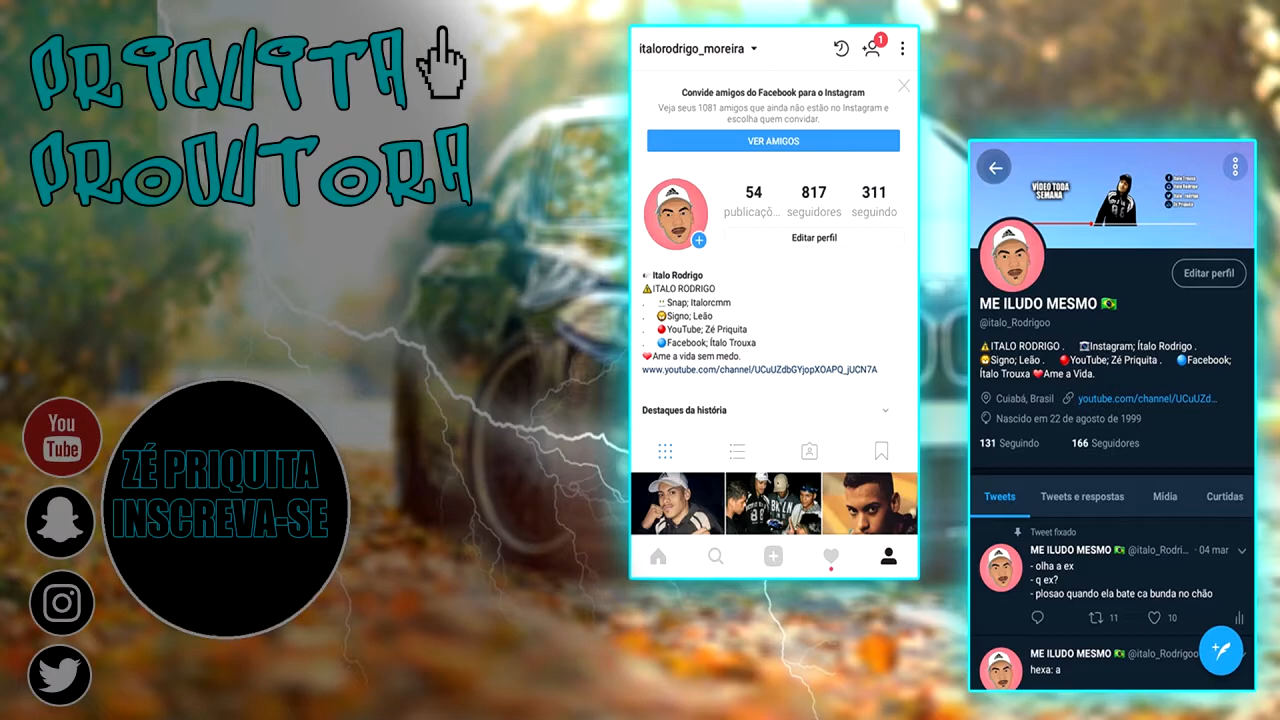 PRIQUITA
PRODUTORA
You
Tube
ZÉ PRIQUITA
INSCREVA-SE
italorodrigo_moreira
1
Convide amigos do Facebook para o Instagram
Veja seus 1081 amigos que ainda não estão no Instagram e
escolha quem convidar.
VER AMIGOS
54 817 311
publicaçõ... seguidores seguindo
Editar perfil
Italo Rodrigo
⚠ITALO RODRIGO
. Snap; Italorcmm
. Signo; Leão
. YouTube; Zé Priquita
. Facebook; Ítalo Trouxa
Ame a vida sem medo.
www.youtube.com/channel/UCuUZdbGYjopXOAPQ_jUCN7A
Destaques da história
VÍDEO TODA
SEMANA
Editar perfil
ME ILUDO MESMO 🇧🇷
@italo_Rodrigoo
⚠ITALO RODRIGO . Instagram; Ítalo Rodrigo .
Signo; Leão . YouTube; Zé Priquita . Facebook;
Ítalo Trouxa ❤Ame a Vida.
Cuiabá, Brasil youtube.com/channel/UCuUZd...
Nascido em 22 de agosto de 1999
131 Seguindo 166 Seguidores
Tweets Tweets e respostas Mídia Curtidas
Tweet fixado
ME ILUDO MESMO 🇧🇷 @italo_Rodri... · 04 mar
- olha a ex
- q ex?
- plosao quando ela bate ca bunda no chão
11 10
ME ILUDO MESMO 🇧🇷 @italo_Rodrigoo
hexa: a